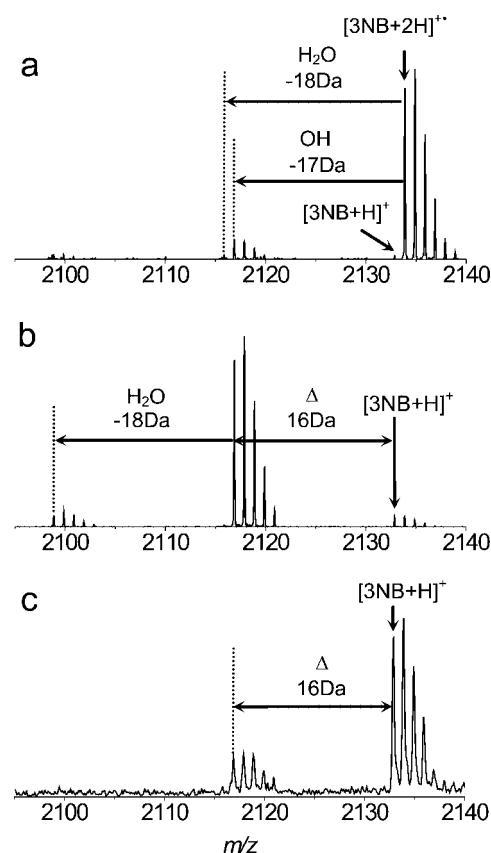 a
[3NB+2H]⁺•
H₂O
-18Da
OH
-17Da
[3NB+H]⁺
2100 2110 2120 2130 2140
b
H₂O
-18Da
Δ
16Da
[3NB+H]⁺
2100 2110 2120 2130 2140
c
[3NB+H]⁺
Δ
16Da
2100 2110 2120 2130 2140
m/z